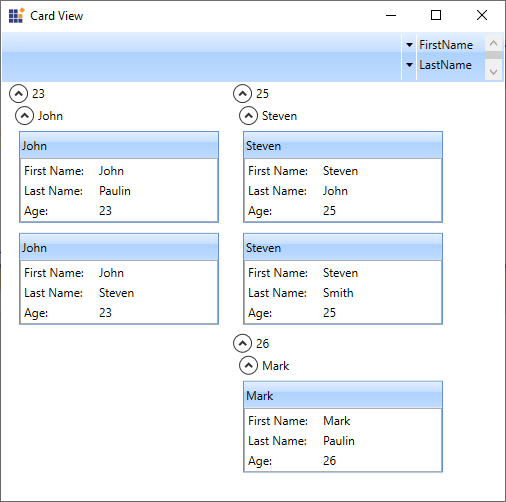 Card View
FirstName
LastName
23
John
John
First Name: John
Last Name: Paulin
Age: 23
John
First Name: John
Last Name: Steven
Age: 23
25
Steven
Steven
First Name: Steven
Last Name: John
Age: 25
Steven
First Name: Steven
Last Name: Smith
Age: 25
26
Mark
Mark
First Name: Mark
Last Name: Paulin
Age: 26